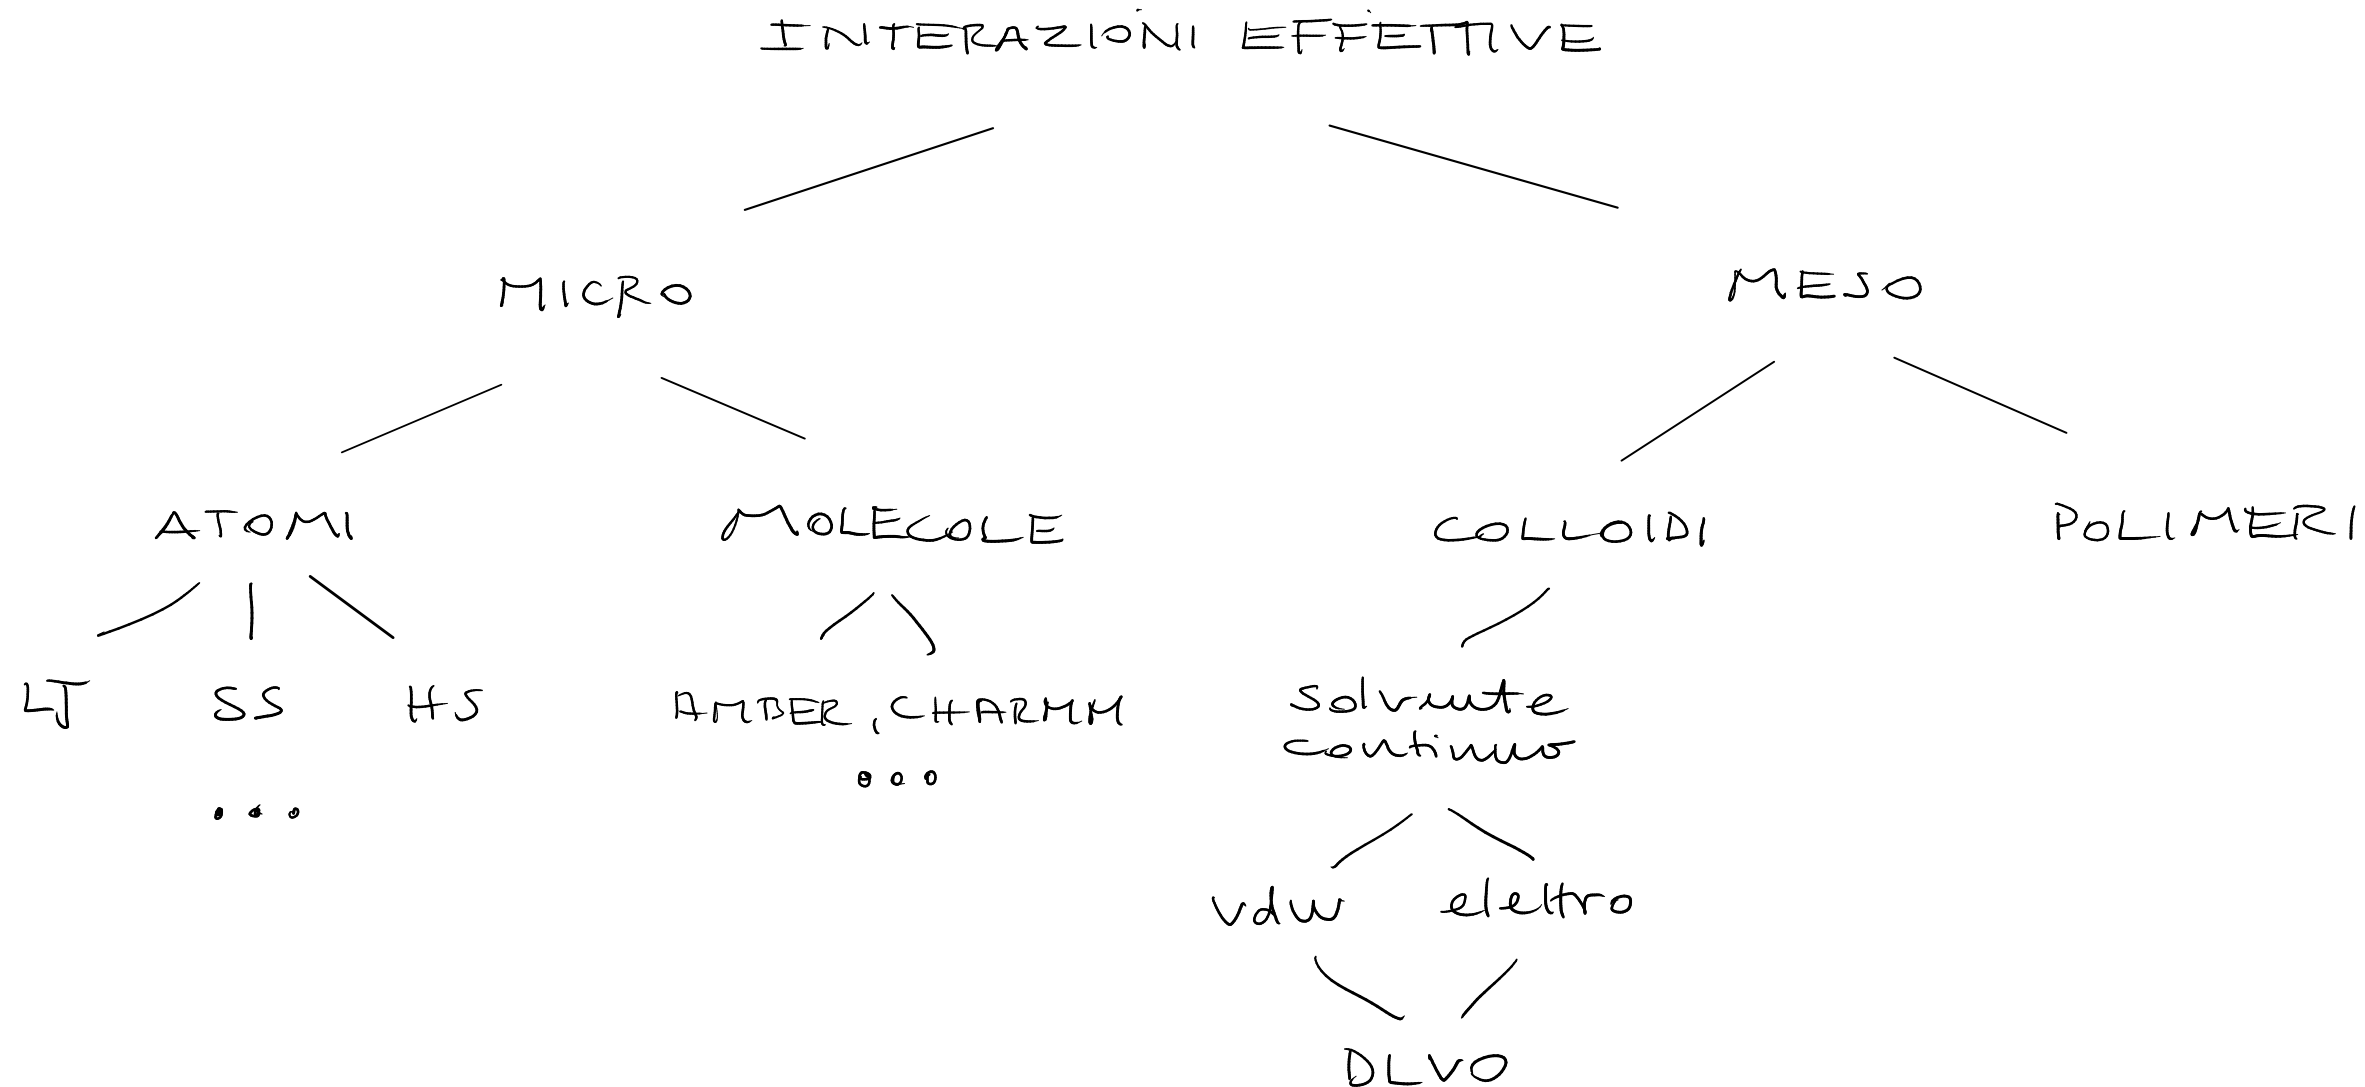 INTERAZIONI EFFETTIVE
MICRO
MESO
ATOMI
MOLECOLE
COLLOIDI
POLIMERI
LJ
SS
HS
AMBER, CHARMM
...
...
solvente
continuo
vdw
elettro
DLVO